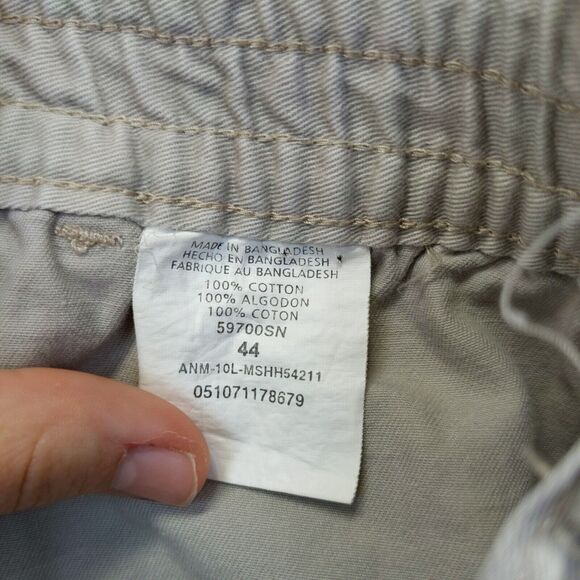 MADE IN BANGLADESH
HECHO EN BANGLADESH
FABRIQUE AU BANGLADESH
100% COTTON
100% ALGODON
100% COTON
59700SN
44
ANM-10L-MSHH54211
051071178679